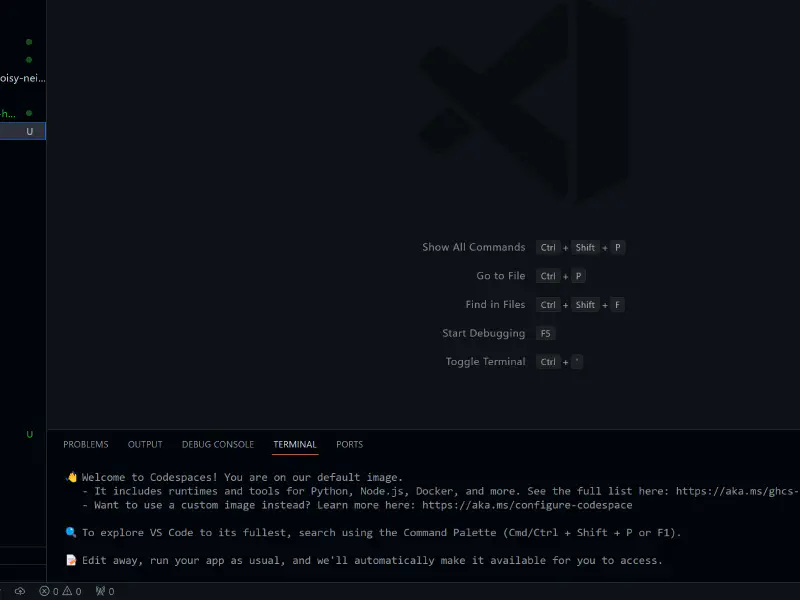 oisy-nei...
-h...
U
Show All Commands Ctrl + Shift + P
Go to File Ctrl + P
Find in Files Ctrl + Shift + F
Start Debugging F5
Toggle Terminal Ctrl + `
U
PROBLEMS OUTPUT DEBUG CONSOLE TERMINAL PORTS
👋 Welcome to Codespaces! You are on our default image.
- It includes runtimes and tools for Python, Node.js, Docker, and more. See the full list here: https://aka.ms/ghcs-
- Want to use a custom image instead? Learn more here: https://aka.ms/configure-codespace
🔍 To explore VS Code to its fullest, search using the Command Palette (Cmd/Ctrl + Shift + P or F1).
📝 Edit away, run your app as usual, and we'll automatically make it available for you to access.
0 0 0